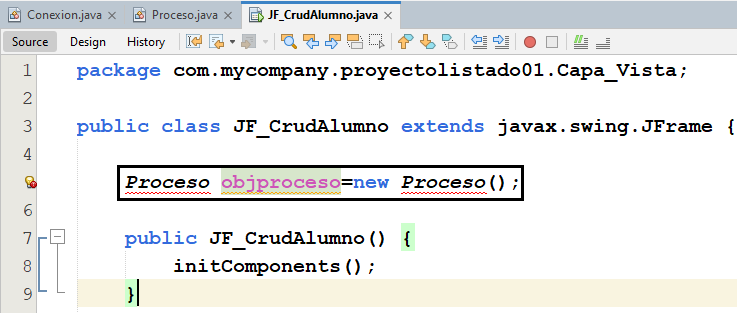 Conexion.java Proceso.java JF_CrudAlumno.java
Source Design History
1 package com.mycompany.proyectolistado01.Capa_Vista;
2
3 public class JF_CrudAlumno extends javax.swing.JFrame {
4
Proceso objproceso=new Proceso();
6
7 public JF_CrudAlumno() {
8 initComponents();
9 }